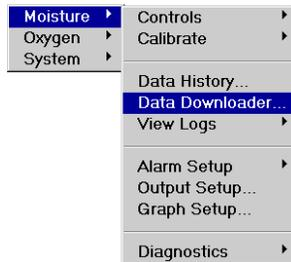 Moisture
Oxygen
System
Controls
Calibrate
Data History...
Data Downloader...
View Logs
Alarm Setup
Output Setup...
Graph Setup...
Diagnostics